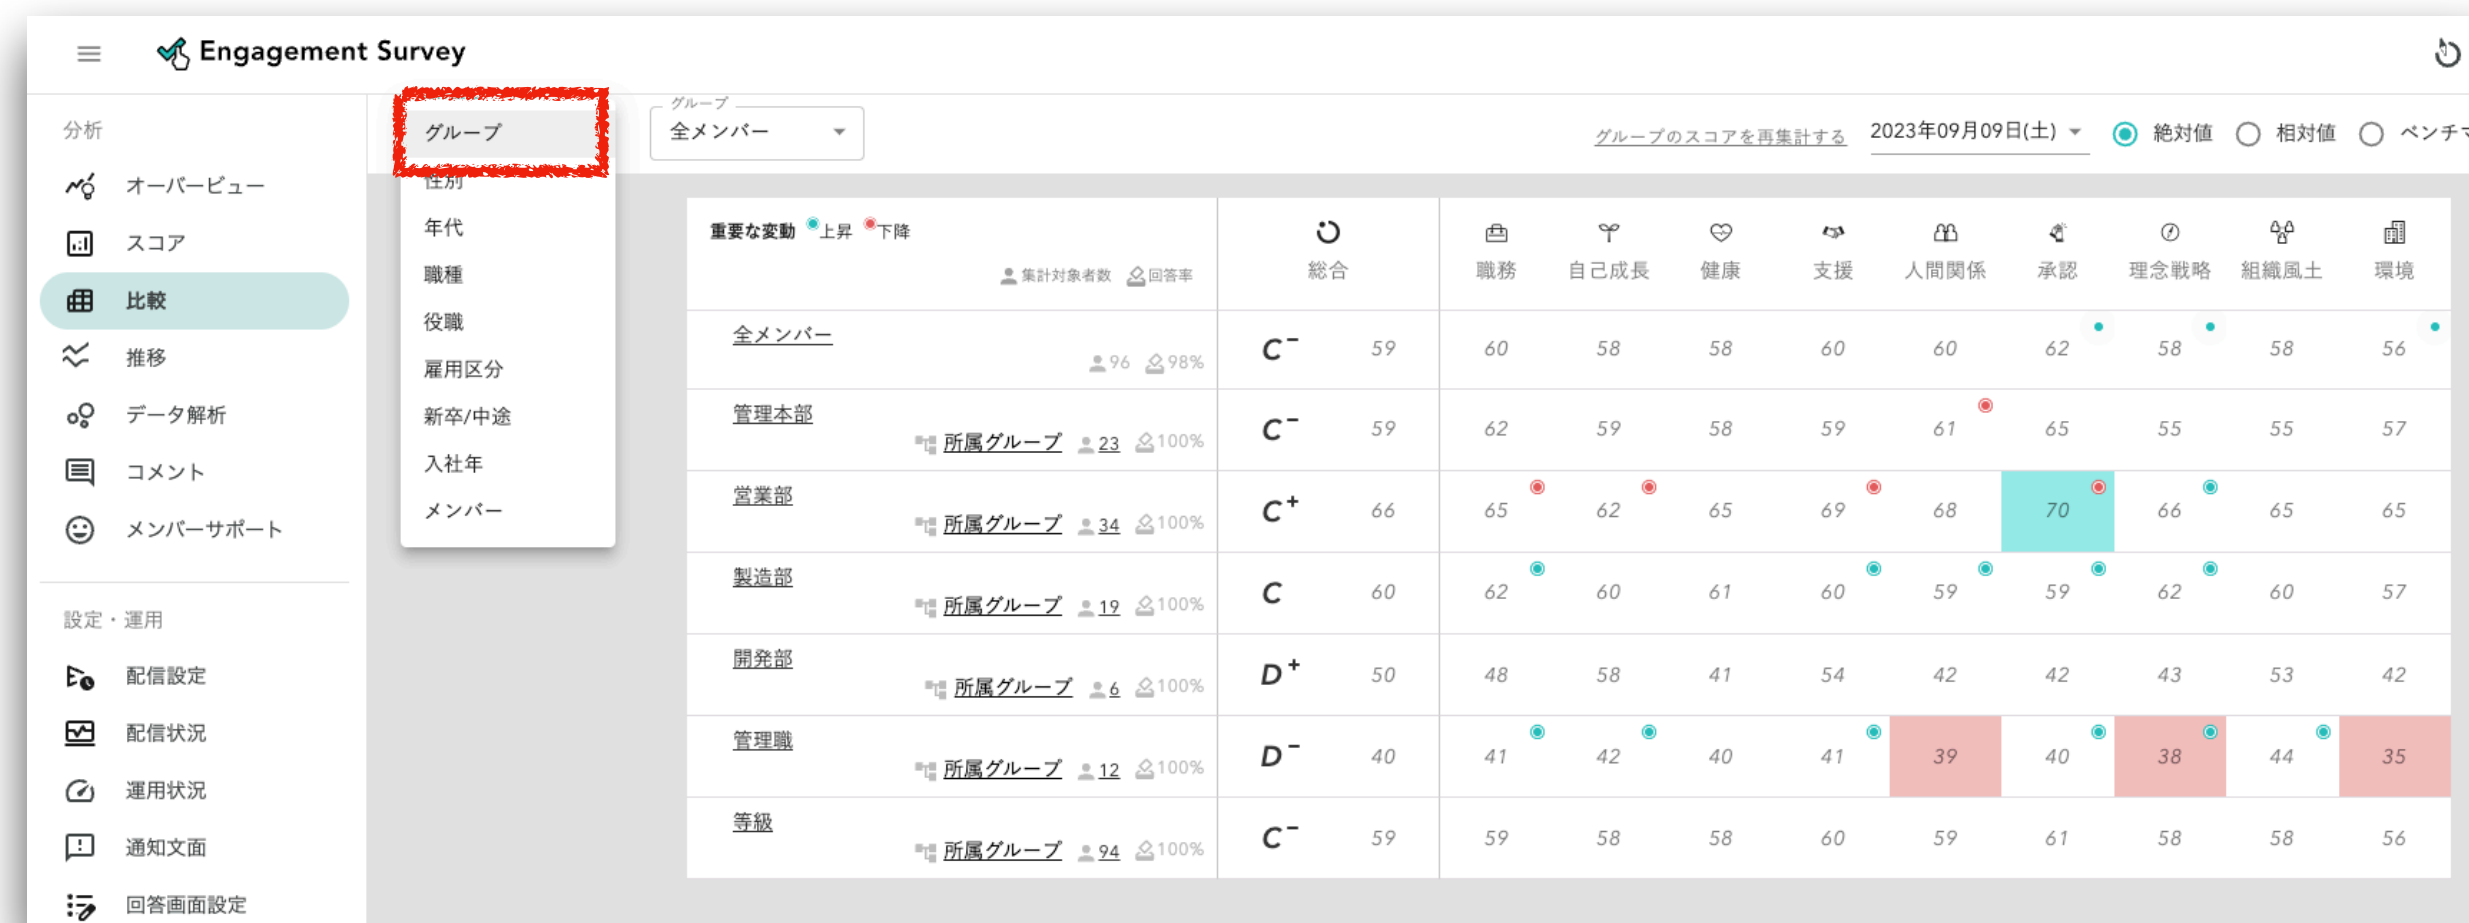 Engagement Survey
分析
オーバービュー
スコア
比較
推移
データ解析
コメント
メンバーサポート
設定・運用
配信設定
配信状況
運用状況
通知文面
回答画面設定
グループ
性別
年代
職種
役職
雇用区分
新卒/中途
入社年
メンバー
グループ
全メンバー
グループのスコアを再集計する 2023年09月09日(土) 絶対値 相対値 ベンチマ
重要な変動 上昇 下降
集計対象者数 回答率
総合 職務 自己成長 健康 支援 人間関係 承認 理念戦略 組織風土 環境
全メンバー
96 98%
C- 59 60 58 58 60 60 62 58 58 56
管理本部
所属グループ 23 100%
C- 59 62 59 58 59 61 65 55 55 57
営業部
所属グループ 34 100%
C+ 66 65 62 65 69 68 70 66 65 65
製造部
所属グループ 19 100%
C 60 62 60 61 60 59 59 62 60 57
開発部
所属グループ 6 100%
D+ 50 48 58 41 54 42 42 43 53 42
管理職
所属グループ 12 100%
D- 40 41 42 40 41 39 40 38 44 35
等級
所属グループ 94 100%
C- 59 59 58 58 60 59 61 58 58 56